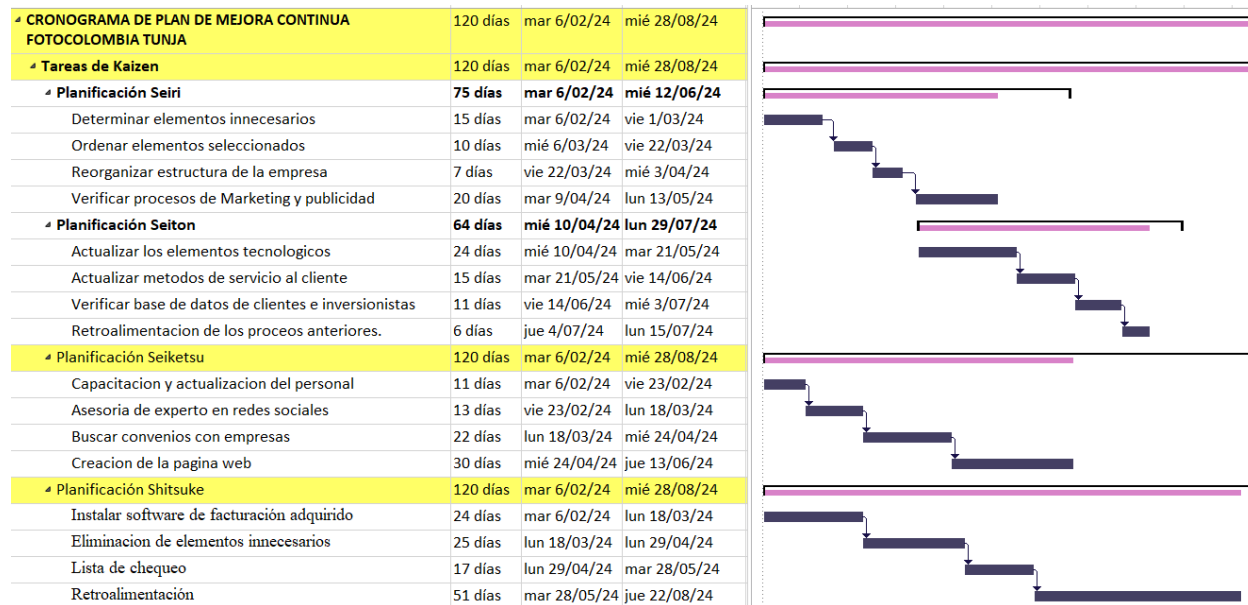 CRONOGRAMA DE PLAN DE MEJORA CONTINUA 120 días mar 6/02/24 mié 28/08/24
FOTOCOLOMBIA TUNJA
Tareas de Kaizen 120 días mar 6/02/24 mié 28/08/24
Planificación Seiri 75 días mar 6/02/24 mié 12/06/24
Determinar elementos innecesarios 15 días mar 6/02/24 vie 1/03/24
Ordenar elementos seleccionados 10 días mié 6/03/24 vie 22/03/24
Reorganizar estructura de la empresa 7 días vie 22/03/24 mié 3/04/24
Verificar procesos de Marketing y publicidad 20 días mar 9/04/24 lun 13/05/24
Planificación Seiton 64 días mié 10/04/24 lun 29/07/24
Actualizar los elementos tecnologicos 24 días mié 10/04/24 mar 21/05/24
Actualizar metodos de servicio al cliente 15 días mar 21/05/24 vie 14/06/24
Verificar base de datos de clientes e inversionistas 11 días vie 14/06/24 mié 3/07/24
Retroalimentacion de los proceos anteriores. 6 días jue 4/07/24 lun 15/07/24
Planificación Seiketsu 120 días mar 6/02/24 mié 28/08/24
Capacitacion y actualizacion del personal 11 días mar 6/02/24 vie 23/02/24
Asesoria de experto en redes sociales 13 días vie 23/02/24 lun 18/03/24
Buscar convenios con empresas 22 días lun 18/03/24 mié 24/04/24
Creacion de la pagina web 30 días mié 24/04/24 jue 13/06/24
Planificación Shitsuke 120 días mar 6/02/24 mié 28/08/24
Instalar software de facturación adquirido 24 días mar 6/02/24 lun 18/03/24
Eliminacion de elementos innecesarios 25 días lun 18/03/24 lun 29/04/24
Lista de chequeo 17 días lun 29/04/24 mar 28/05/24
Retroalimentación 51 días mar 28/05/24 jue 22/08/24